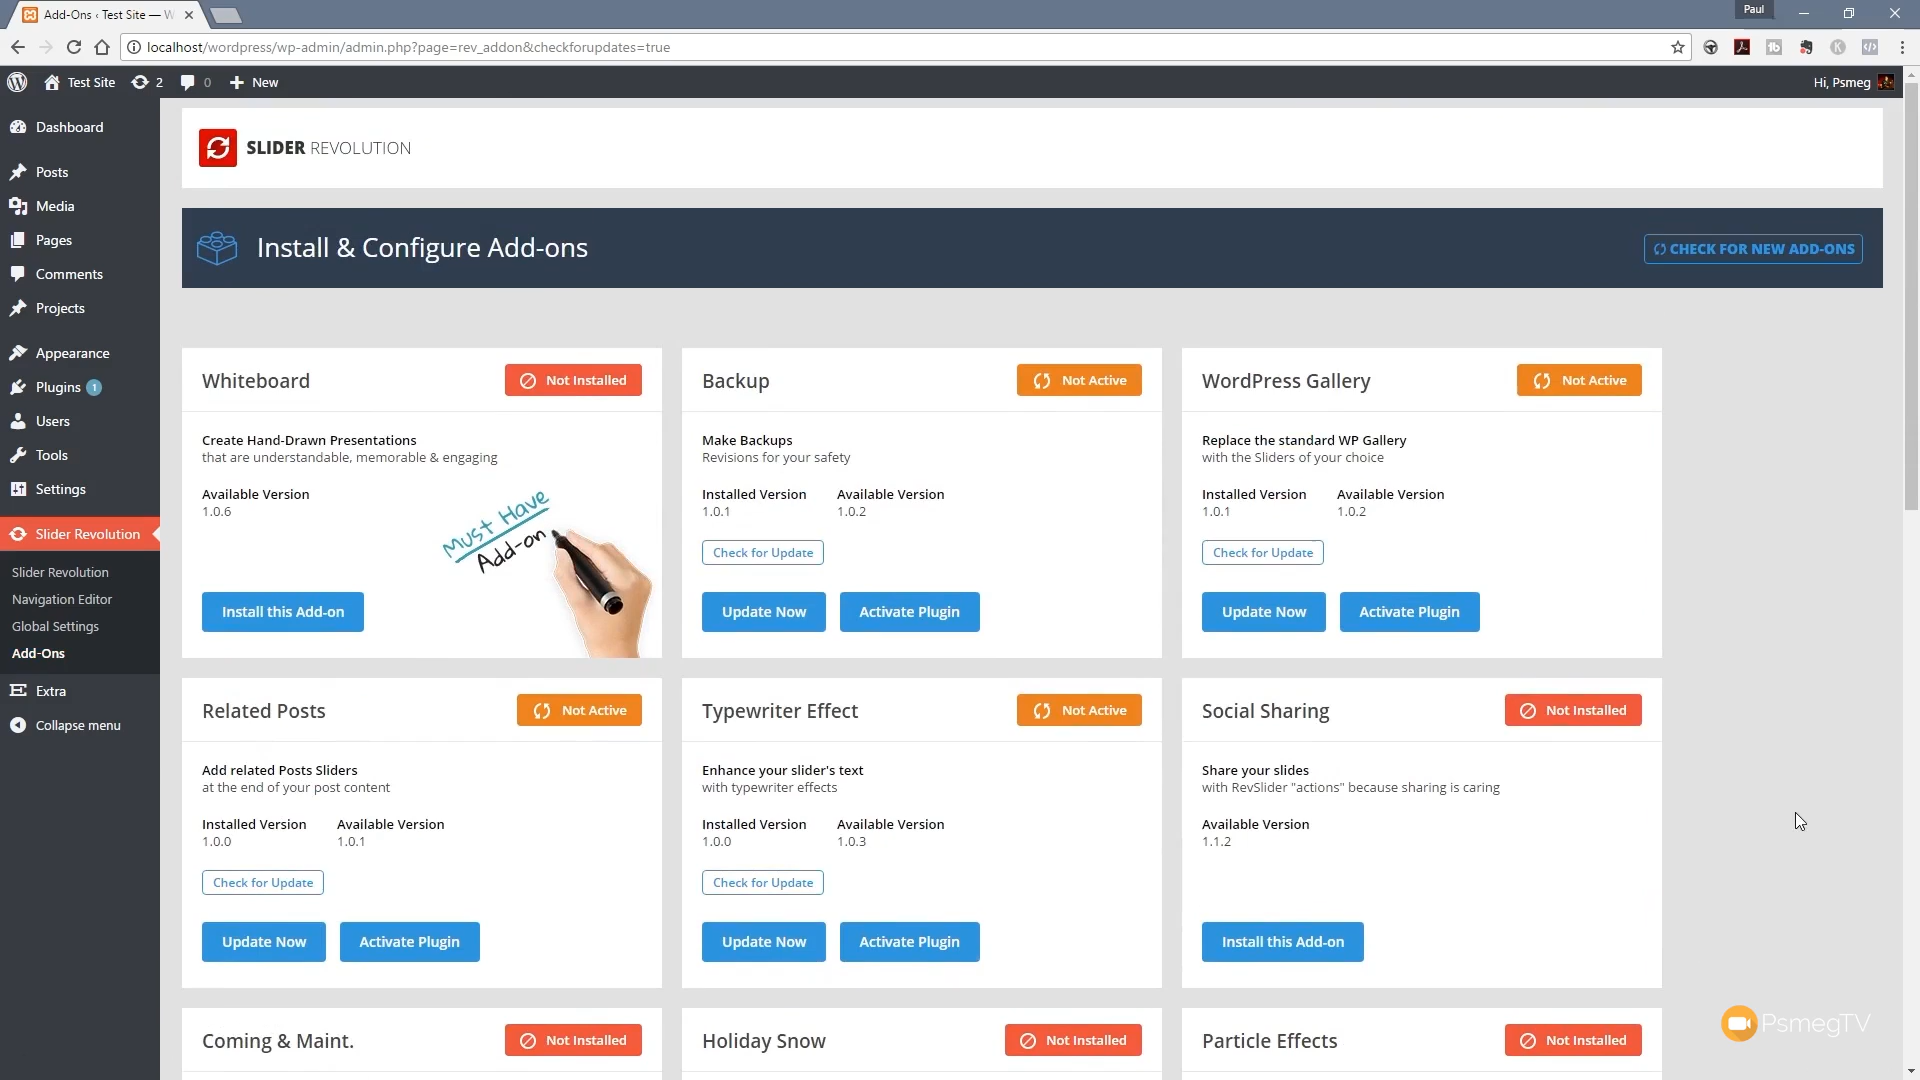 Add-Ons ‹ Test Site — W
Paul
localhost/wordpress/wp-admin/admin.php?page=rev_addon&checkforupdates=true
Test Site
2
0
New
Hi, Psmeg
Dashboard
Posts
Media
Pages
Comments
Projects
Appearance
Plugins 1
Users
Tools
Settings
Slider Revolution
Slider Revolution
Navigation Editor
Global Settings
Add-Ons
Extra
Collapse menu
SLIDER REVOLUTION
Install & Configure Add-ons
CHECK FOR NEW ADD-ONS
Whiteboard
Not Installed
Create Hand-Drawn Presentations
that are understandable, memorable & engaging
Available Version
1.0.6
Must Have
Add-on
Install this Add-on
Backup
Not Active
Make Backups
Revisions for your safety
Installed Version Available Version
1.0.1 1.0.2
Check for Update
Update Now Activate Plugin
WordPress Gallery
Not Active
Replace the standard WP Gallery
with the Sliders of your choice
Installed Version Available Version
1.0.1 1.0.2
Check for Update
Update Now Activate Plugin
Related Posts
Not Active
Add related Posts Sliders
at the end of your post content
Installed Version Available Version
1.0.0 1.0.1
Check for Update
Update Now Activate Plugin
Typewriter Effect
Not Active
Enhance your slider's text
with typewriter effects
Installed Version Available Version
1.0.0 1.0.3
Check for Update
Update Now Activate Plugin
Social Sharing
Not Installed
Share your slides
with RevSlider "actions" because sharing is caring
Available Version
1.1.2
Install this Add-on
Coming & Maint.
Not Installed
Holiday Snow
Not Installed
Particle Effects
Not Installed
PsmegTV